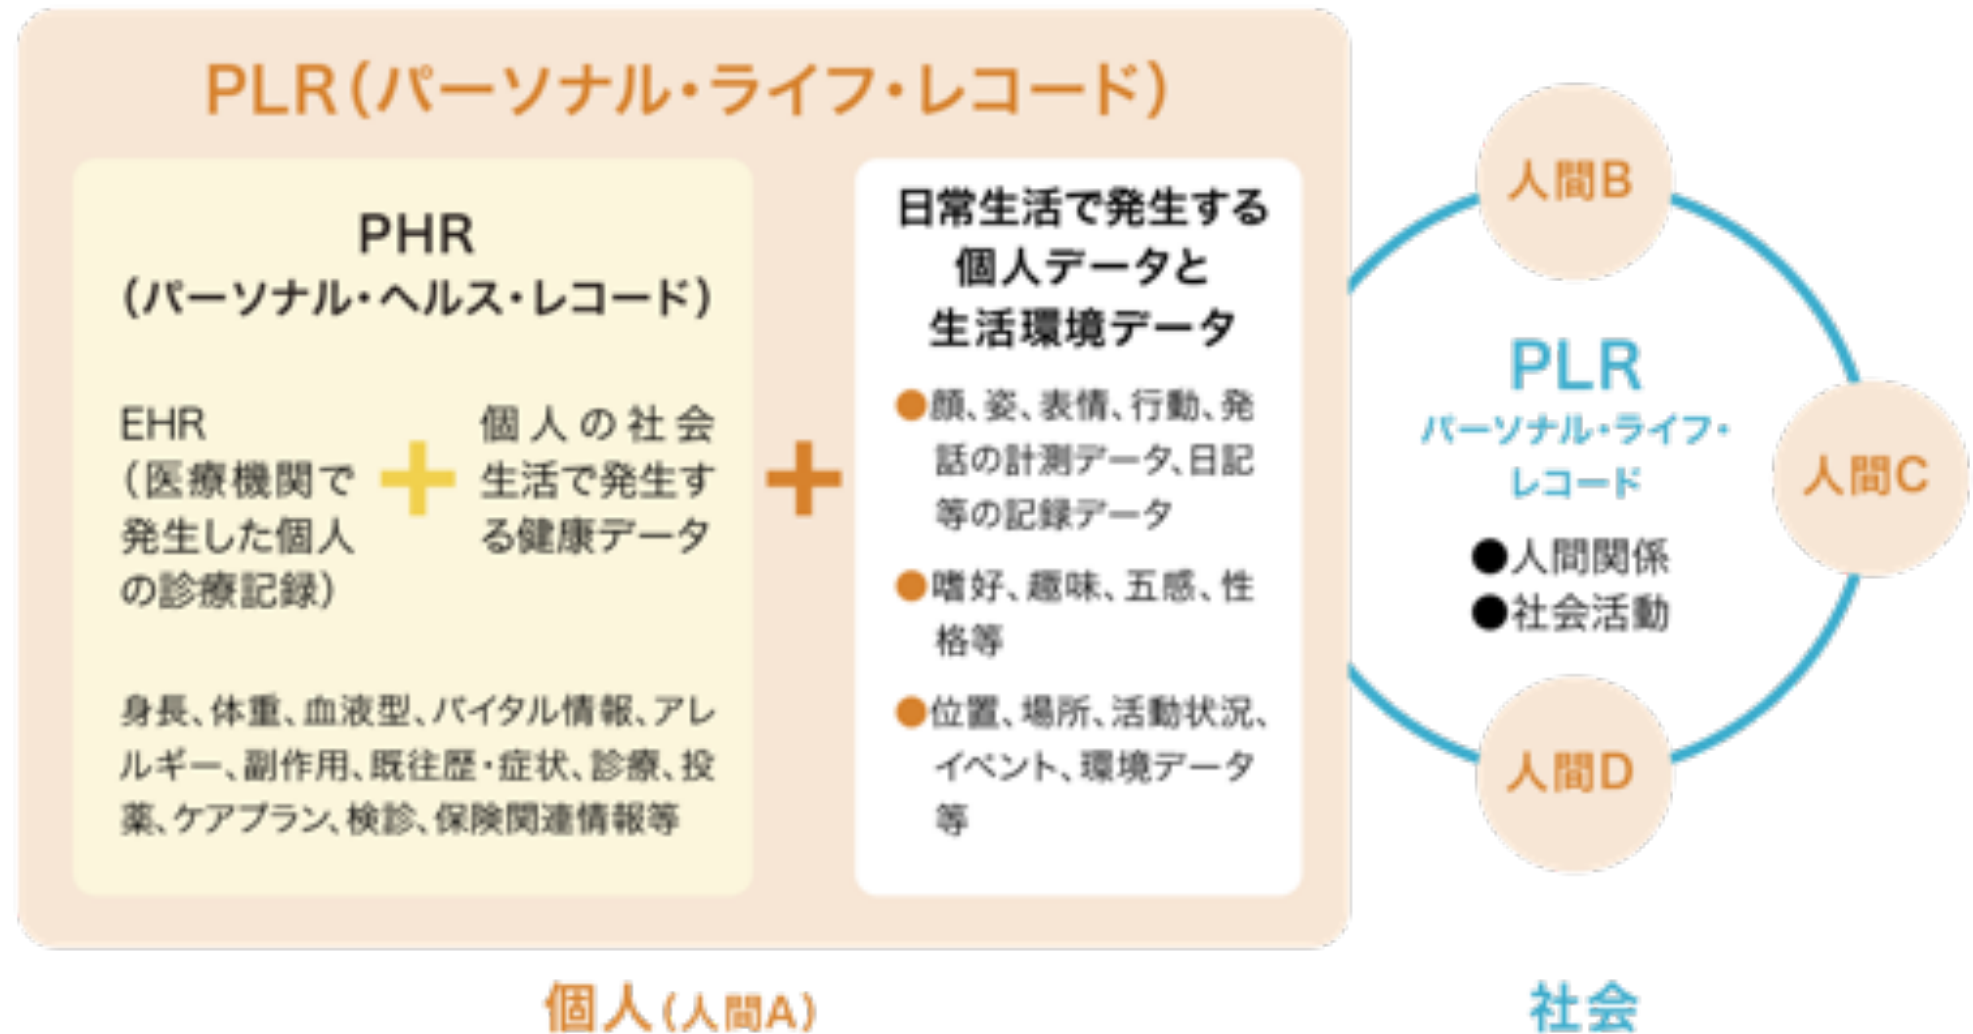 PLR(パーソナル・ライフ・レコード)
PHR
(パーソナル・ヘルス・レコード)
EHR
(医療機関で
発生した個人
の診療記録)
+
個人の社会
生活で発生す
る健康データ
身長、体重、血液型、バイタル情報、アレ
ルギー、副作用、既往歴・症状、診療、投
薬、ケアプラン、検診、保険関連情報等
+
日常生活で発生する
個人データと
生活環境データ
●顔、姿、表情、行動、発
話の計測データ、日記
等の記録データ
●嗜好、趣味、五感、性
格等
●位置、場所、活動状況、
イベント、環境データ
等
個人(人間A)
人間B
PLR
パーソナル・ライフ・
レコード
●人間関係
●社会活動
人間C
人間D
社会